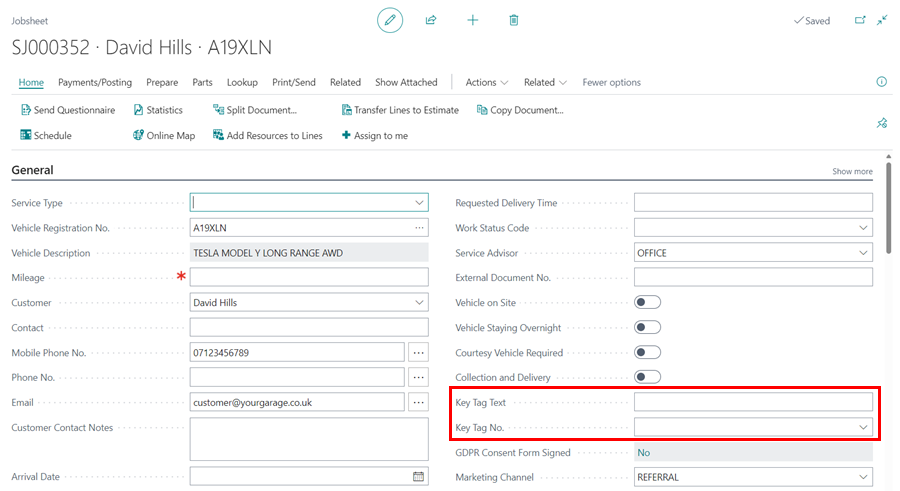 Jobsheet
Saved
SJ000352 · David Hills · A19XLN
Home Payments/Posting Prepare Parts Lookup Print/Send Related Show Attached Actions Related Fewer options
Send Questionnaire Statistics Split Document... Transfer Lines to Estimate Copy Document...
Schedule Online Map Add Resources to Lines Assign to me
General
Show more
Service Type
Vehicle Registration No. A19XLN
Vehicle Description TESLA MODEL Y LONG RANGE AWD
Mileage
Customer David Hills
Contact
Mobile Phone No. 07123456789
Phone No.
Email customer@yourgarage.co.uk
Customer Contact Notes
Arrival Date
Requested Delivery Time
Work Status Code
Service Advisor OFFICE
External Document No.
Vehicle on Site
Vehicle Staying Overnight
Courtesy Vehicle Required
Collection and Delivery
Key Tag Text
Key Tag No.
GDPR Consent Form Signed No
Marketing Channel REFERRAL